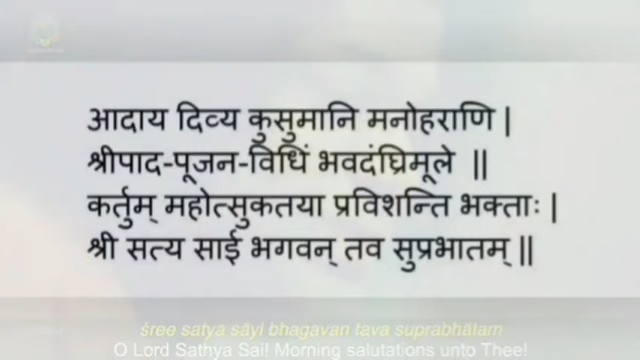 आदाय दिव्य कुसुमानि मनोहराणि |
श्रीपाद-पूजन-विधिं भवदंघ्रिमूले ||
कर्तुम् महोत्सुकतया प्रविशन्ति भक्ताः |
श्री सत्य साई भगवन् तव सुप्रभातम् ||
śree satya sāyi bhagavan tava suprabhātam
O Lord Sathya Sai! Morning salutations unto Thee!